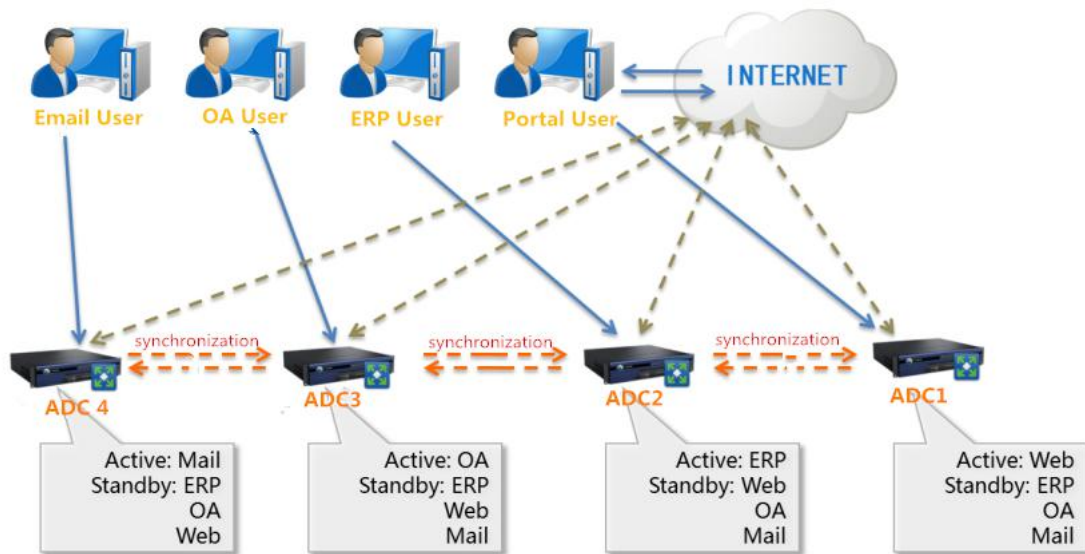 INTERNET
Email User
OA User
ERP User
Portal User
synchronization
synchronization
synchronization
ADC 4
ADC3
ADC2
ADC1
Active: Mail
Standby: ERP
OA
Web
Active: OA
Standby: ERP
Web
Mail
Active: ERP
Standby: Web
OA
Mail
Active: Web
Standby: ERP
OA
Mail